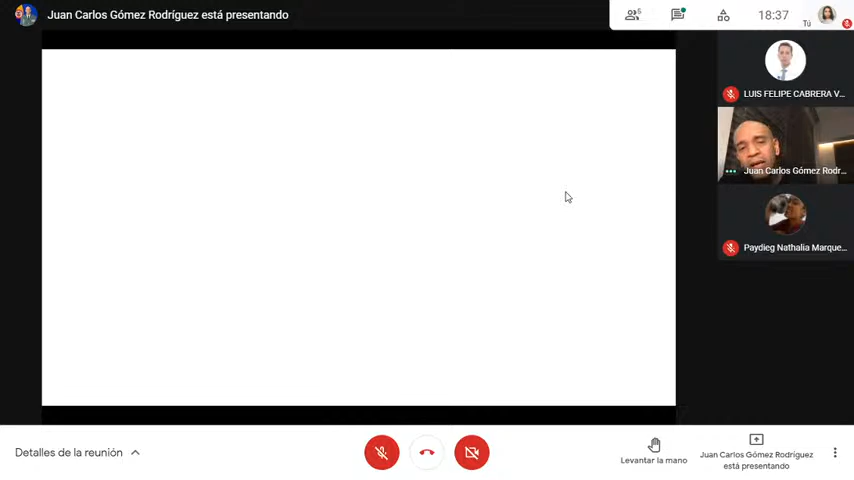 Juan Carlos Gómez Rodríguez está presentando
5
18:37
Tú
LUIS FELIPE CABRERA V...
Juan Carlos Gómez Rodr...
Paydieg Nathalia Marque...
Detalles de la reunión
Levantar la mano
Juan Carlos Gómez Rodríguez
está presentando